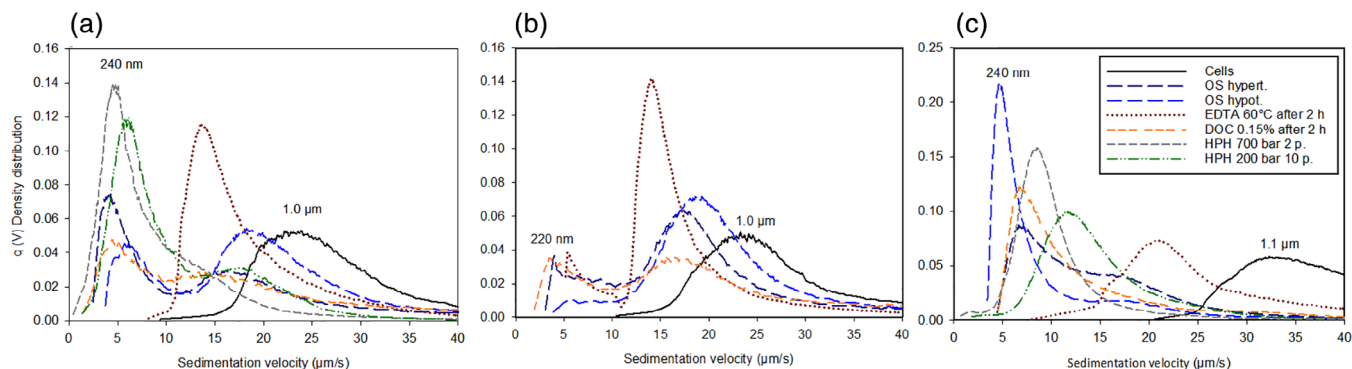 (a)
(b)
(c)
q (V) Density distribution
0.16
0.14
0.12
0.10
0.08
0.06
0.04
0.02
0.00
240 nm
1.0 µm
0 5 10 15 20 25 30 35 40
Sedimentation velocity (µm/s)
0.16
0.14
0.12
0.10
0.08
0.06
0.04
0.02
0.00
220 nm
1.0 µm
0 5 10 15 20 25 30 35 40
Sedimentation velocity (µm/s)
0.25
0.20
0.15
0.10
0.05
0.00
240 nm
Cells
OS hypert.
OS hypot.
EDTA 60°C after 2 h
DOC 0.15% after 2 h
HPH 700 bar 2 p.
HPH 200 bar 10 p.
1.1 µm
0 5 10 15 20 25 30 35 40
Sedimentation velocity (µm/s)